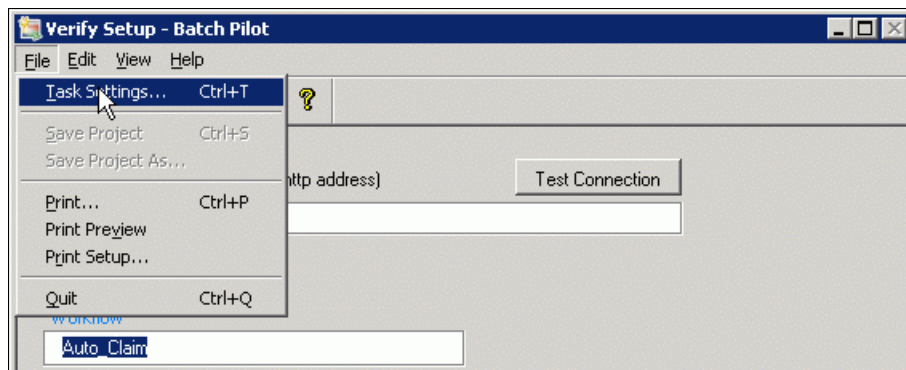 Verify Setup - Batch Pilot
File Edit View Help
Task Settings... Ctrl+T
Save Project Ctrl+S
Save Project As...
http address) Test Connection
Print... Ctrl+P
Print Preview
Print Setup...
Quit Ctrl+Q
Workflow
Auto_Claim